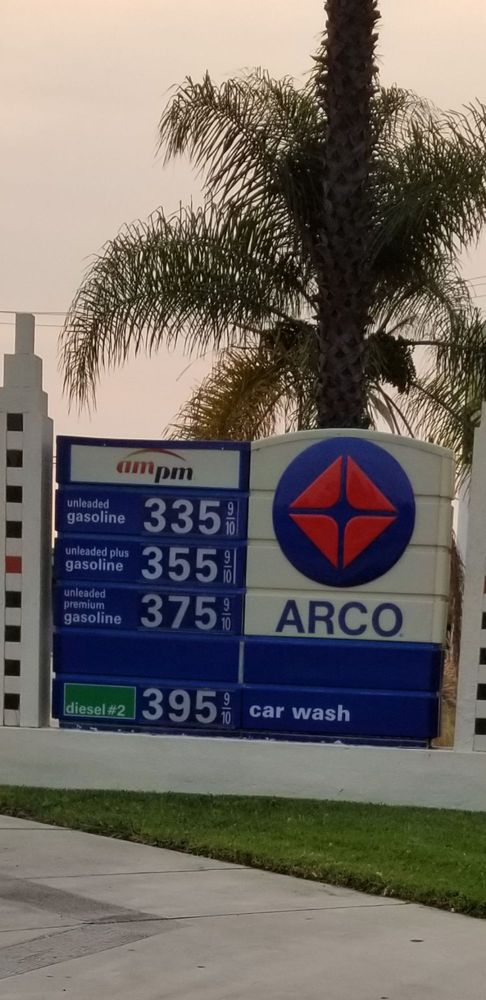 ampm
unleaded
gasoline 335 9/10
unleaded plus
gasoline 355 9/10
unleaded
premium
gasoline 375 9/10
ARCO
diesel #2 395 9/10
car wash